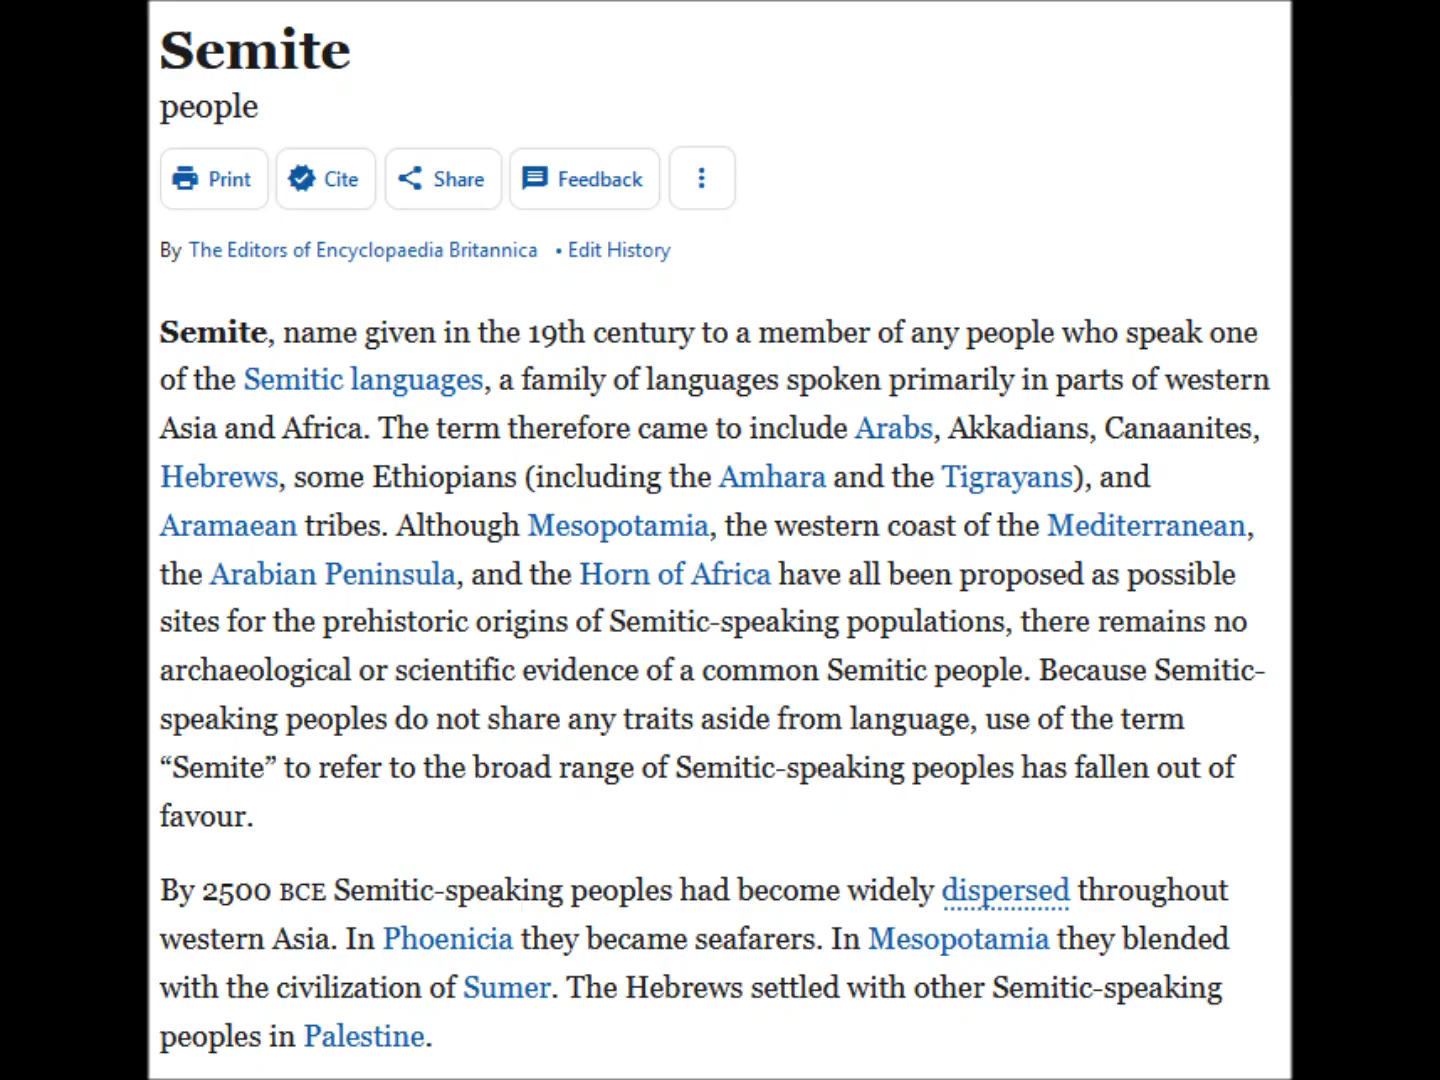 Semite
people
Print Cite Share Feedback
By The Editors of Encyclopaedia Britannica • Edit History
Semite, name given in the 19th century to a member of any people who speak one
of the Semitic languages, a family of languages spoken primarily in parts of western
Asia and Africa. The term therefore came to include Arabs, Akkadians, Canaanites,
Hebrews, some Ethiopians (including the Amhara and the Tigrayans), and
Aramaean tribes. Although Mesopotamia, the western coast of the Mediterranean,
the Arabian Peninsula, and the Horn of Africa have all been proposed as possible
sites for the prehistoric origins of Semitic-speaking populations, there remains no
archaeological or scientific evidence of a common Semitic people. Because Semitic-
speaking peoples do not share any traits aside from language, use of the term
“Semite” to refer to the broad range of Semitic-speaking peoples has fallen out of
favour.
By 2500 BCE Semitic-speaking peoples had become widely dispersed throughout
western Asia. In Phoenicia they became seafarers. In Mesopotamia they blended
with the civilization of Sumer. The Hebrews settled with other Semitic-speaking
peoples in Palestine.